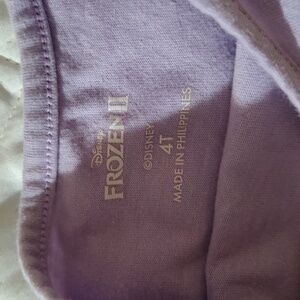 Disney
FROZEN II
©DISNEY
4T
MADE IN PHILIPPINES